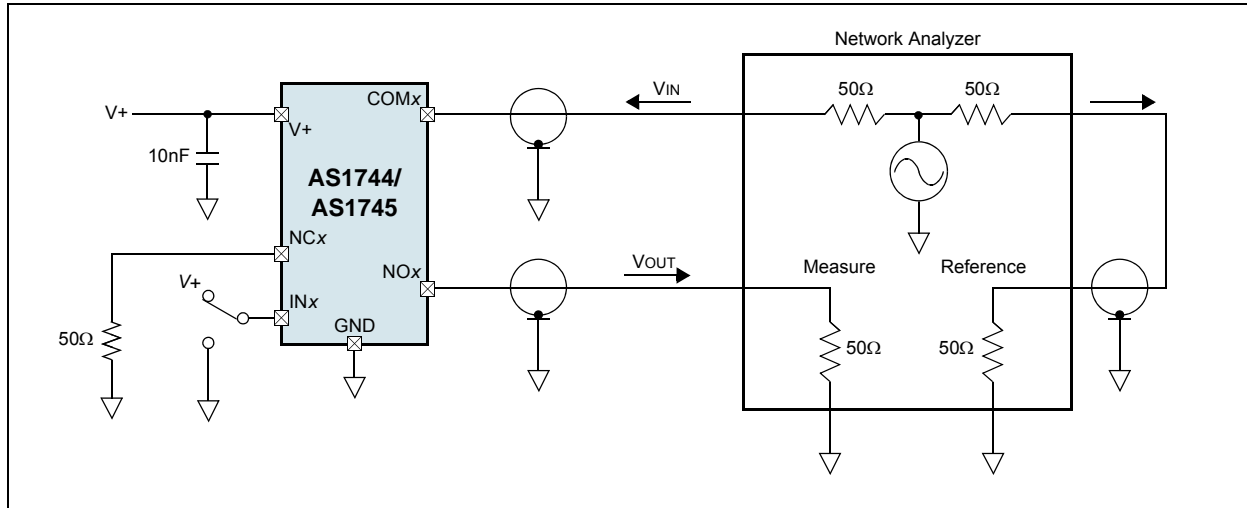 Network Analyzer
V+
10nF
V+
COMx
AS1744/
AS1745
NCx
INx
NOx
GND
V+
50Ω
VIN
VOUT
50Ω
50Ω
Measure
Reference
50Ω
50Ω